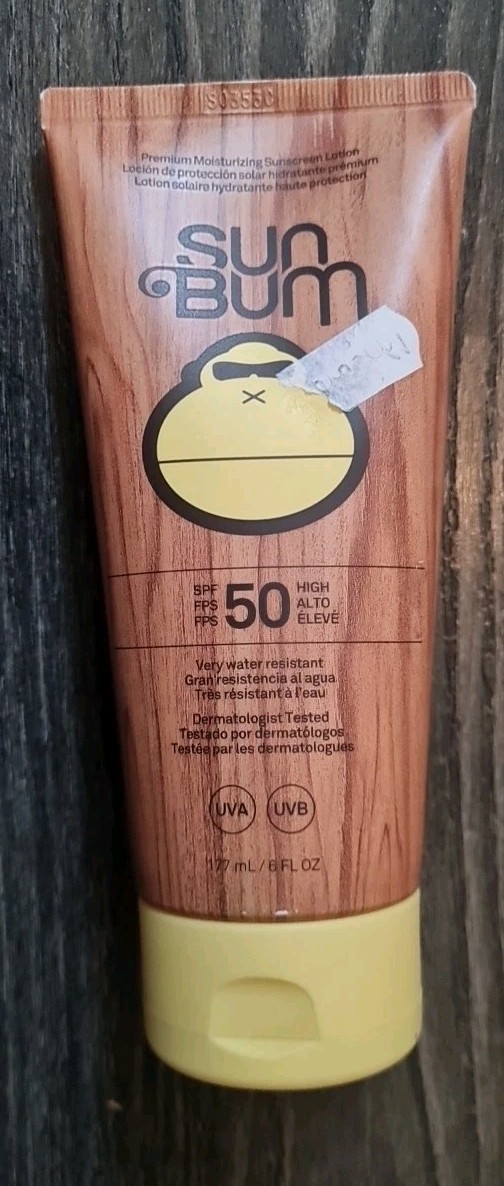 S0353C
Premium Moisturizing Sunscreen Lotion
Loción de protección solar hidratante prémium
Lotion solaire hydratante haute protection
sun
BUM
SPF
FPS
FPS
50
HIGH
ALTO
ÉLEVÉ
Very water resistant
Gran resistencia al agua
Très résistant à l'eau
Dermatologist Tested
Testado por dermatólogos
Testée par les dermatologues
UVA UVB
177 mL / 6 FL OZ